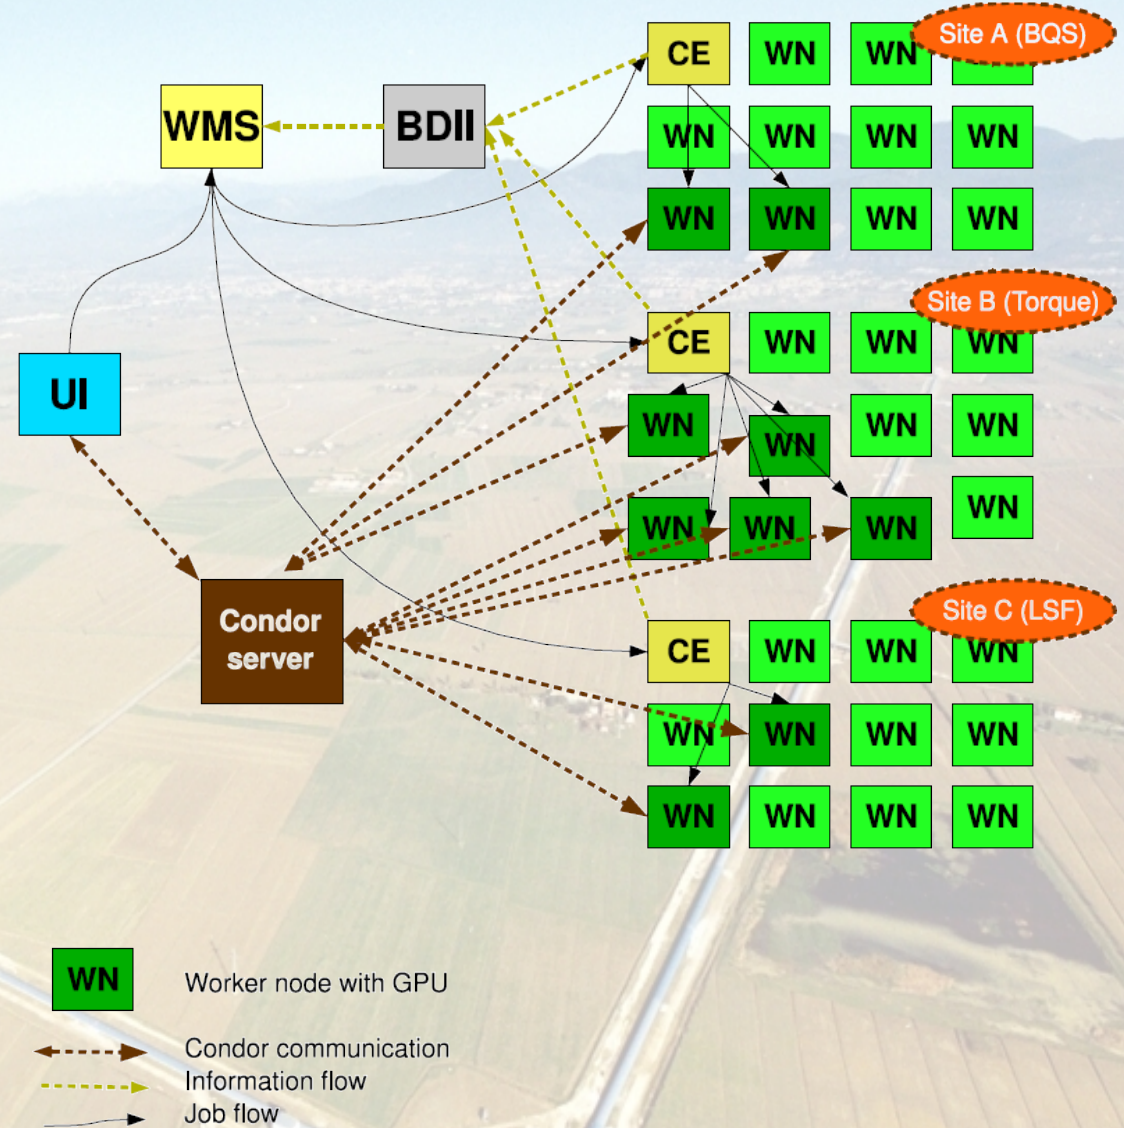 CE WN WN Site A (BQS)
WMS BDII
WN WN WN WN
WN WN WN WN
Site B (Torque)
CE WN WN WN
UI
WN WN WN WN
WN
WN WN WN WN
Condor
server
Site C (LSF)
CE WN WN WN
WN WN WN WN
WN WN WN WN
WN Worker node with GPU
Condor communication
Information flow
Job flow